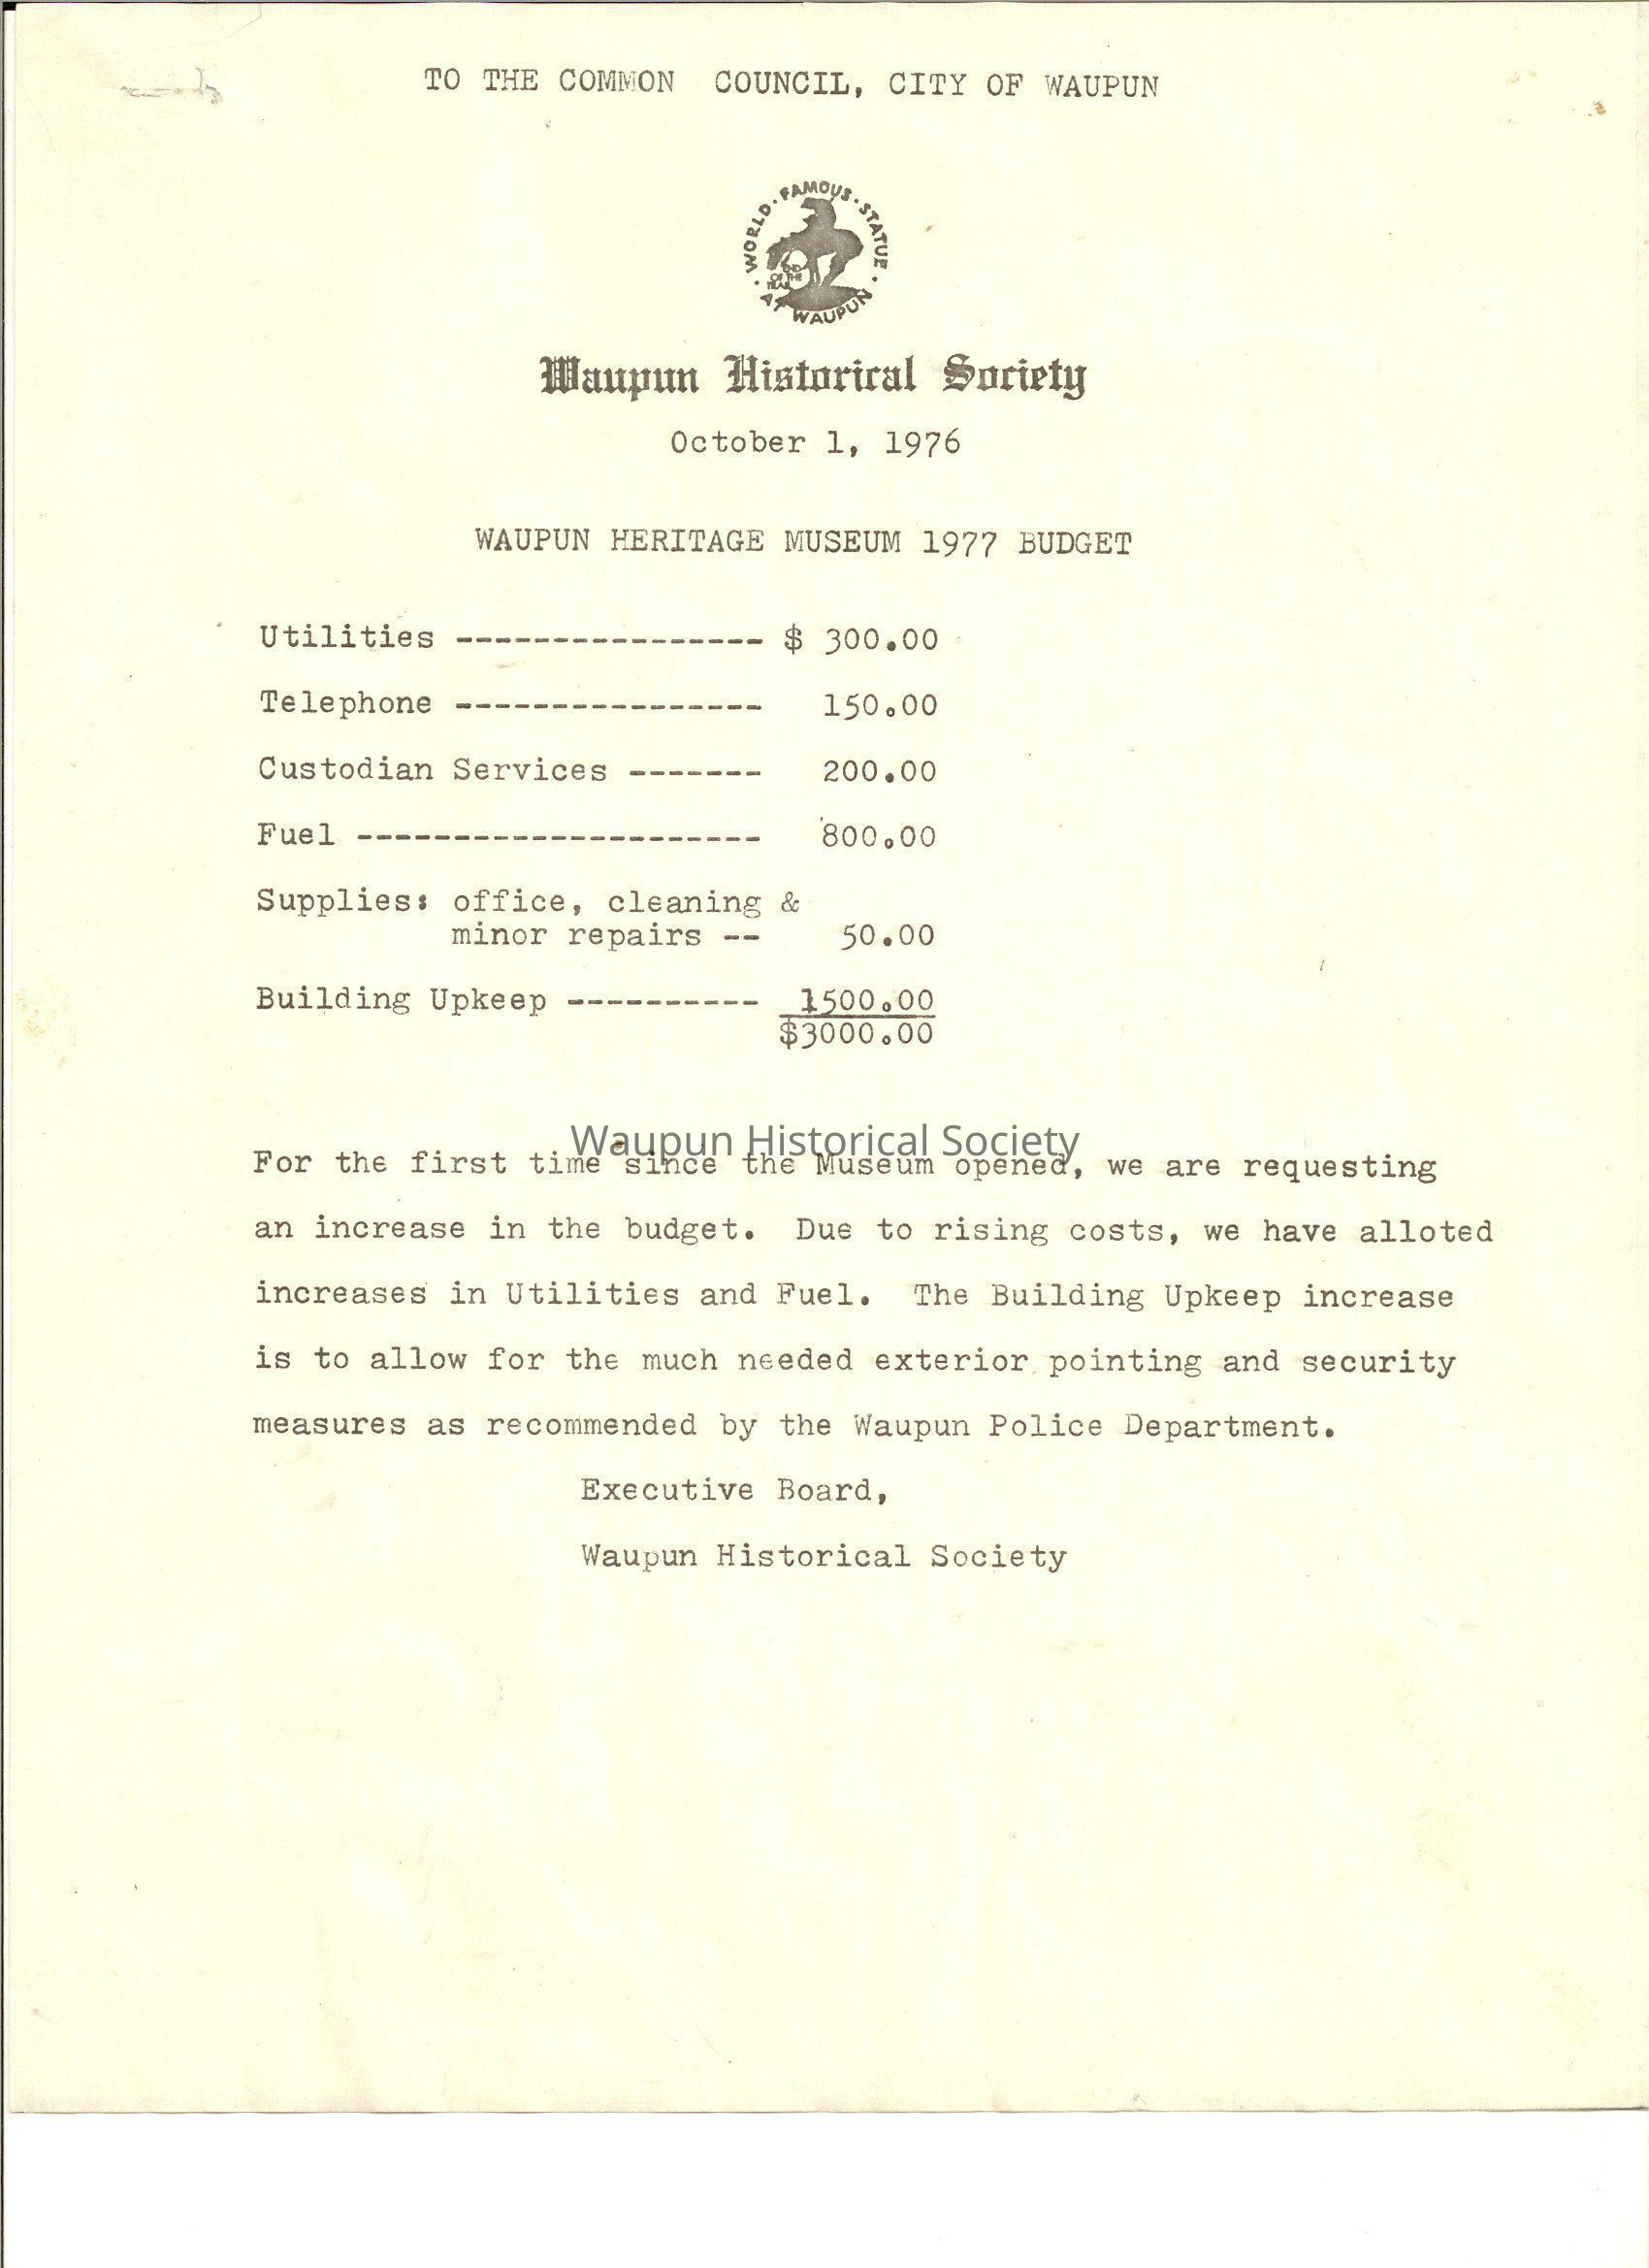 TO THE COMMON COUNCIL, CITY OF WAUPUN
· WORLD · FAMOUS · STATUE · AT WAUPUN
END
OF THE
TRAIL
Waupun Historical Society
October 1, 1976
WAUPUN HERITAGE MUSEUM 1977 BUDGET
Utilities ---------------- $ 300.00
Telephone ---------------- 150.00
Custodian Services ------- 200.00
Fuel --------------------- 800.00
Supplies: office, cleaning &
minor repairs -- 50.00
Building Upkeep ---------- 1500.00
$3000.00
Waupun Historical Society
For the first time since the Museum opened, we are requesting
an increase in the budget. Due to rising costs, we have alloted
increases in Utilities and Fuel. The Building Upkeep increase
is to allow for the much needed exterior pointing and security
measures as recommended by the Waupun Police Department.
Executive Board,
Waupun Historical Society